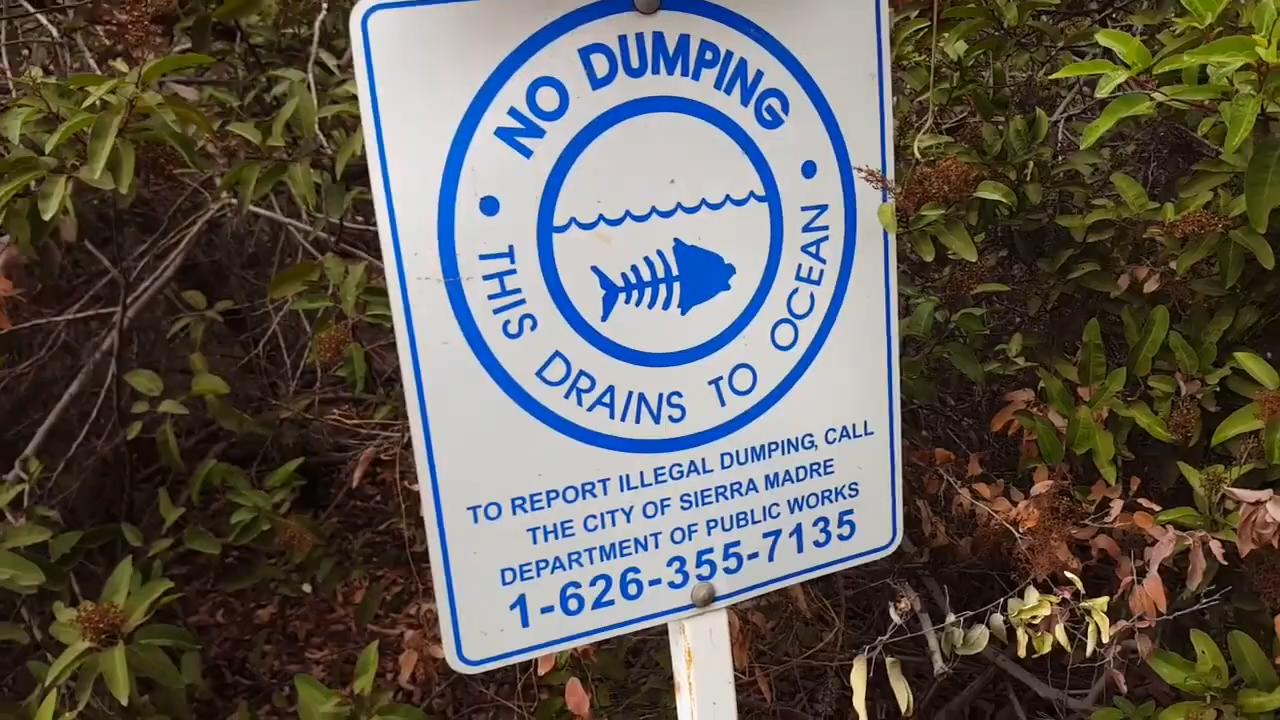 NO DUMPING
THIS DRAINS TO OCEAN
TO REPORT ILLEGAL DUMPING, CALL
THE CITY OF SIERRA MADRE
DEPARTMENT OF PUBLIC WORKS
1-626-355-7135